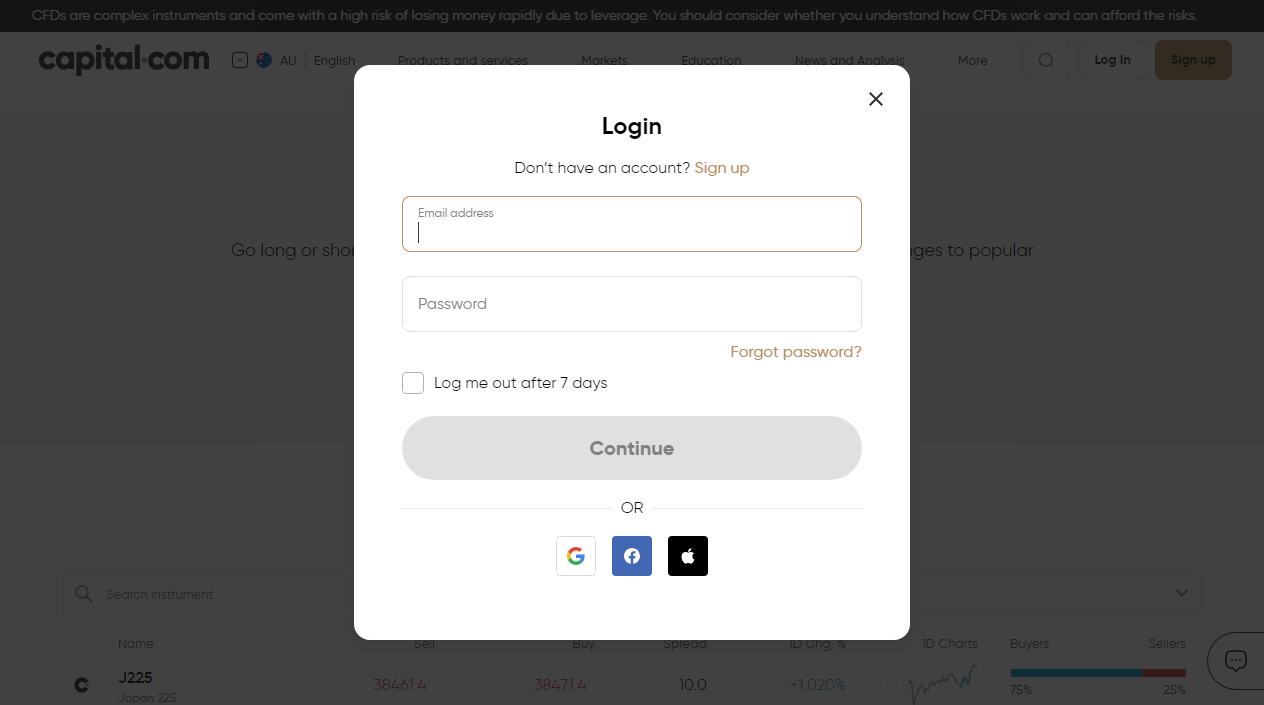 CFDs are complex instruments and come with a high risk of losing money rapidly due to leverage. You should consider whether you understand how CFDs work and can afford the risks.
capital.com AU English Products and services Markets Education News and Analysis More Log In Sign up
Login
Don't have an account? Sign up
Email address
Go long or nges to popular
Password
Forgot password?
Log me out after 7 days
Continue
OR
Search instrument
Name Sell Buy Spread 1D Chg, % 1D Charts Buyers Sellers
J225 38461.4 38471.4 10.0 +1.020%
Japan 225 75% 25%